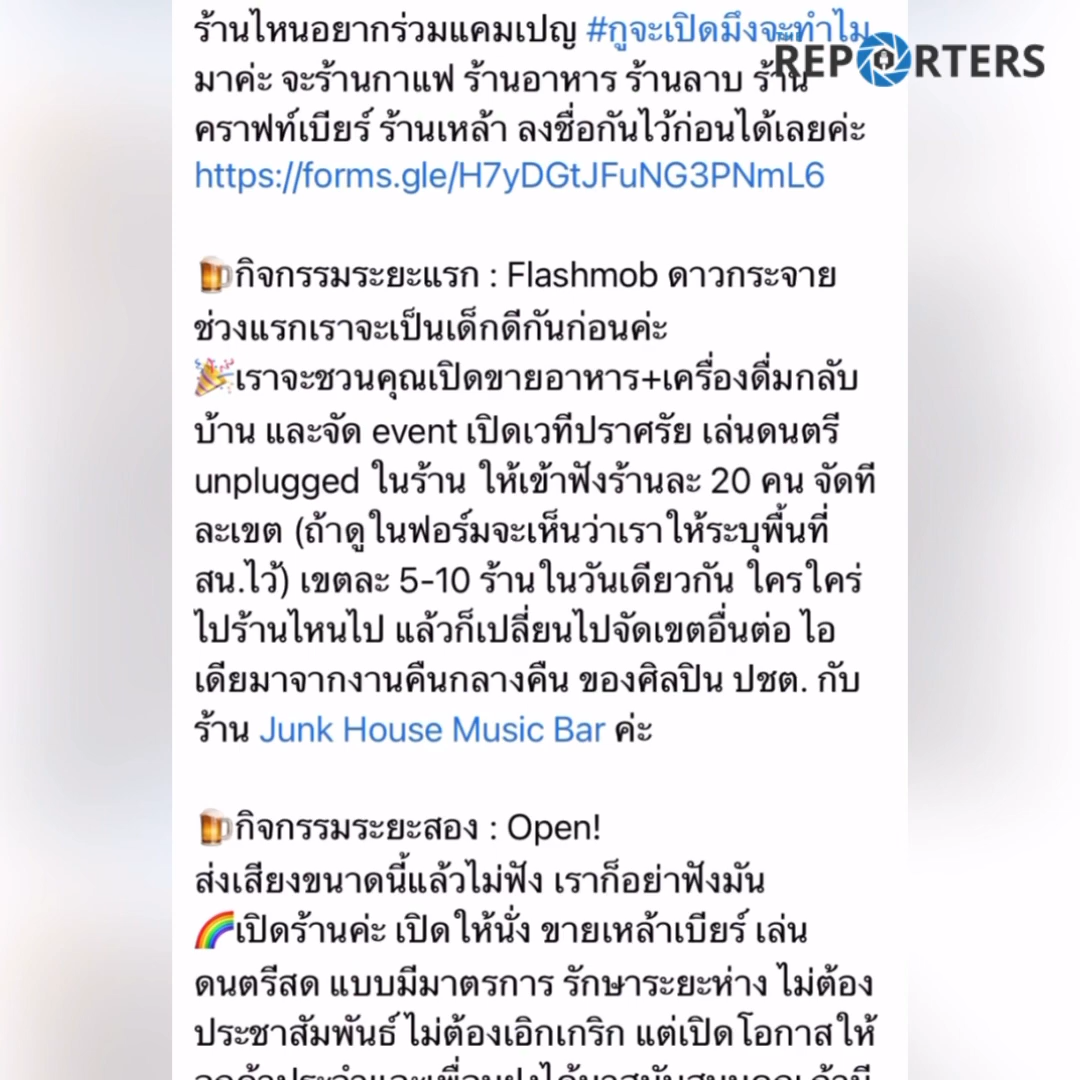 ร้านไหนอยากร่วมแคมเปญ #กูจะเปิดมึงจะทำไม
REPORTERS
มาค่ะ จะร้านกาแฟ ร้านอาหาร ร้านลาบ ร้าน
คราฟท์เบียร์ ร้านเหล้า ลงชื่อกันไว้ก่อนได้เลยค่ะ
https://forms.gle/H7yDGtJFuNG3PNmL6
🍺กิจกรรมระยะแรก : Flashmob ดาวกระจาย
ช่วงแรกเราจะเป็นเด็กดีกันก่อนค่ะ
🎉เราจะชวนคุณเปิดขายอาหาร+เครื่องดื่มกลับ
บ้าน และจัด event เปิดเวทีปราศรัย เล่นดนตรี
unplugged ในร้าน ให้เข้าฟังร้านละ 20 คน จัดที
ละเขต (ถ้าดูในฟอร์มจะเห็นว่าเราให้ระบุพื้นที่
สน.ไว้) เขตละ 5-10 ร้านในวันเดียวกัน ใครใคร่
ไปร้านไหนไป แล้วก็เปลี่ยนไปจัดเขตอื่นต่อ ไอ
เดียมาจากงานคืนกลางคืน ของศิลปิน ปชต. กับ
ร้าน Junk House Music Bar ค่ะ
🍺กิจกรรมระยะสอง : Open!
ส่งเสียงขนาดนี้แล้วไม่ฟัง เราก็อย่าฟังมัน
🌈เปิดร้านค่ะ เปิดให้นั่ง ขายเหล้าเบียร์ เล่น
ดนตรีสด แบบมีมาตรการ รักษาระยะห่าง ไม่ต้อง
ประชาสัมพันธ์ ไม่ต้องเอิกเกริก แต่เปิดโอกาสให้